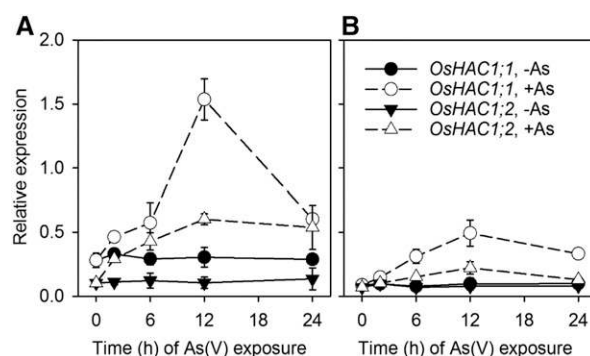 A
B
2.0
1.5
1.0
0.5
0.0
Relative expression
OsHAC1;1, -As
OsHAC1;1, +As
OsHAC1;2, -As
OsHAC1;2, +As
0 6 12 18 24
0 6 12 18 24
Time (h) of As(V) exposure
Time (h) of As(V) exposure